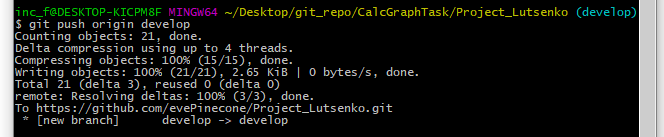 inc_f@DESKTOP-KICPM8F MINGW64 ~/Desktop/git_repo/CalcGraphTask/Project_Lutsenko (develop)
$ git push origin develop
Counting objects: 21, done.
Delta compression using up to 4 threads.
Compressing objects: 100% (15/15), done.
Writing objects: 100% (21/21), 2.65 KiB | 0 bytes/s, done.
Total 21 (delta 3), reused 0 (delta 0)
remote: Resolving deltas: 100% (3/3), done.
To https://github.com/evePinecone/Project_Lutsenko.git
 * [new branch]      develop -> develop